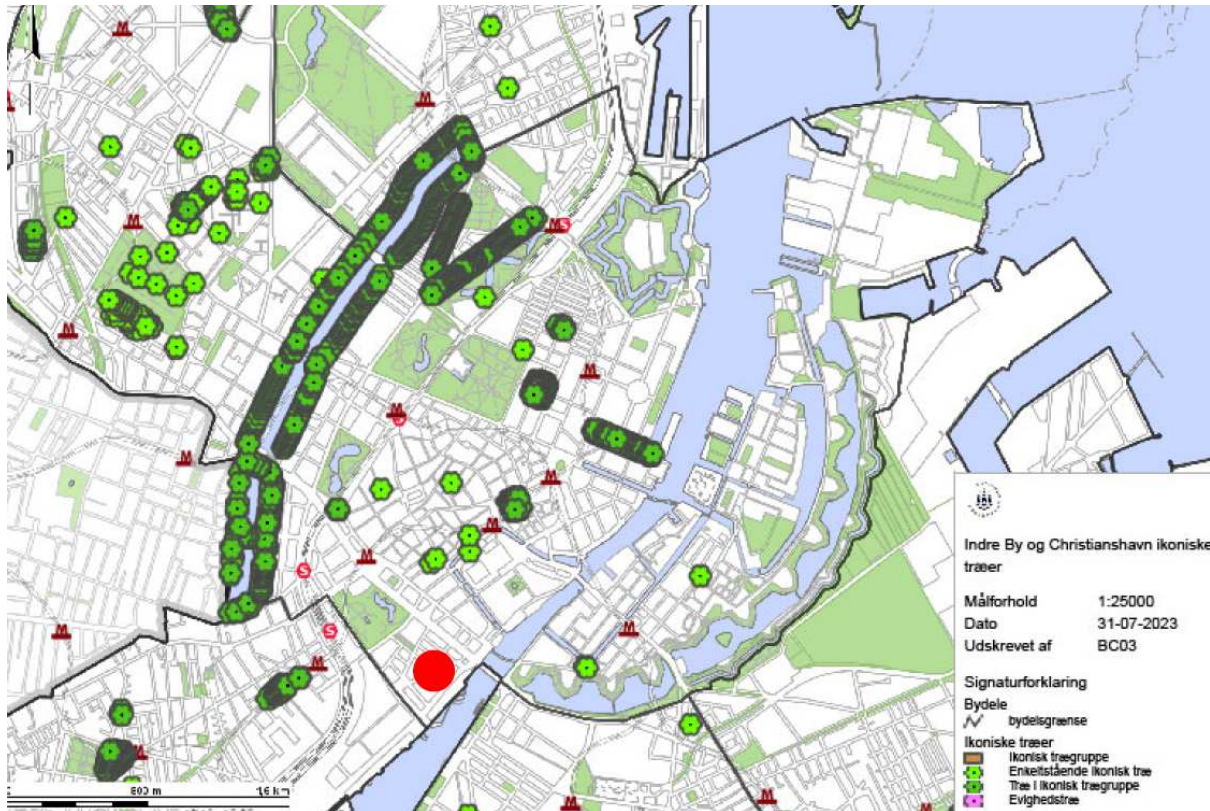 M
M
M
M
M
S
M
M
M
S
M
M
M
M
S
M
S
M
M
M
M
M
M
Indre By og Christianshavn ikoniske
træer
Målforhold 1:25000
Dato 31-07-2023
Udskrevet af BC03
Signaturforklaring
Bydele
bydelsgrænse
Ikoniske træer
Ikonisk trægruppe
Enkeltstående ikonisk træ
Træ i ikonisk trægruppe
Evighedstræ
800 m 1,6 km